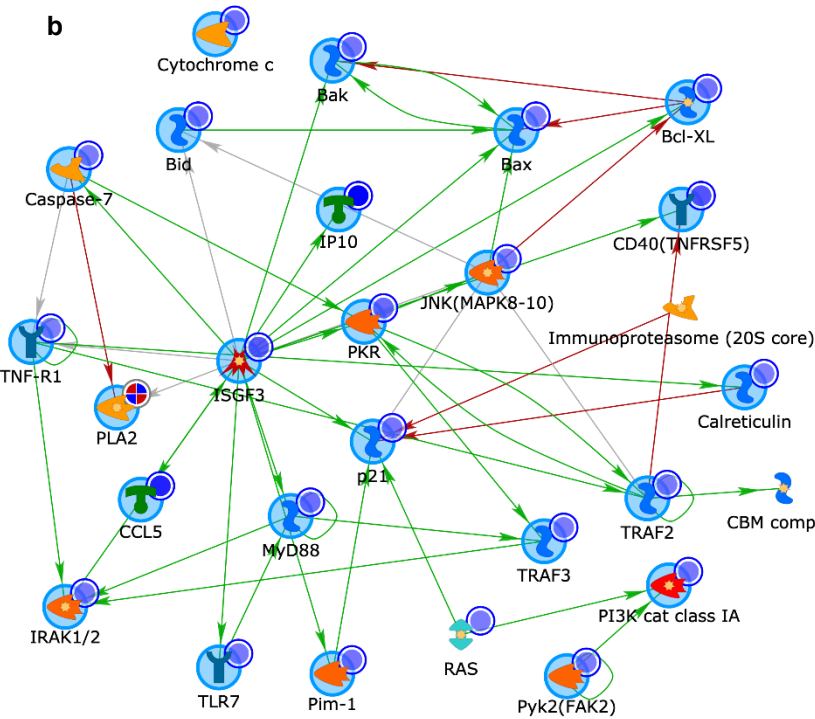 b
Cytochrome c
Bak
Bcl-XL
Bid
Bax
Caspase-7
IP10
CD40(TNFRSF5)
JNK(MAPK8-10)
Immunoproteasome (20S core)
PKR
TNF-R1
ISGF3
PLA2
Calreticulin
p21
CCL5
MyD88
TRAF2
CBM comp
TRAF3
IRAK1/2
PI3K cat class IA
RAS
TLR7
Pim-1
Pyk2(FAK2)